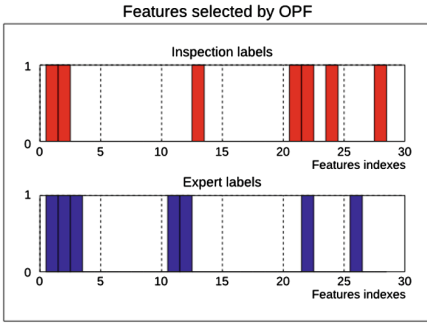 Features selected by OPF
Inspection labels
1
0
0 5 10 15 20 25 30
Features indexes
Expert labels
1
0
0 5 10 15 20 25 30
Features indexes